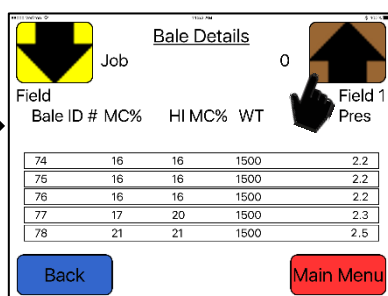 Bale Details
Job 0
Field Field 1
Bale ID # MC% HI MC% WT Pres
74 16 16 1500 2.2
75 16 16 1500 2.2
76 16 16 1500 2.2
77 17 20 1500 2.3
78 21 21 1500 2.5
Back Main Menu